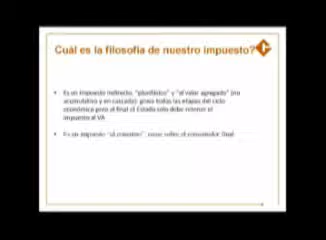 Cuál es la filosofía de nuestro impuesto?
• Es un impuesto indirecto, "plurifásico" y "al valor agregado" (no
acumulativo y en cascada): grava todas las etapas del ciclo
económico pero al final el Estado sólo debe retener el
impuesto al VA
• Es un impuesto "al consumo": recae sobre el consumidor final